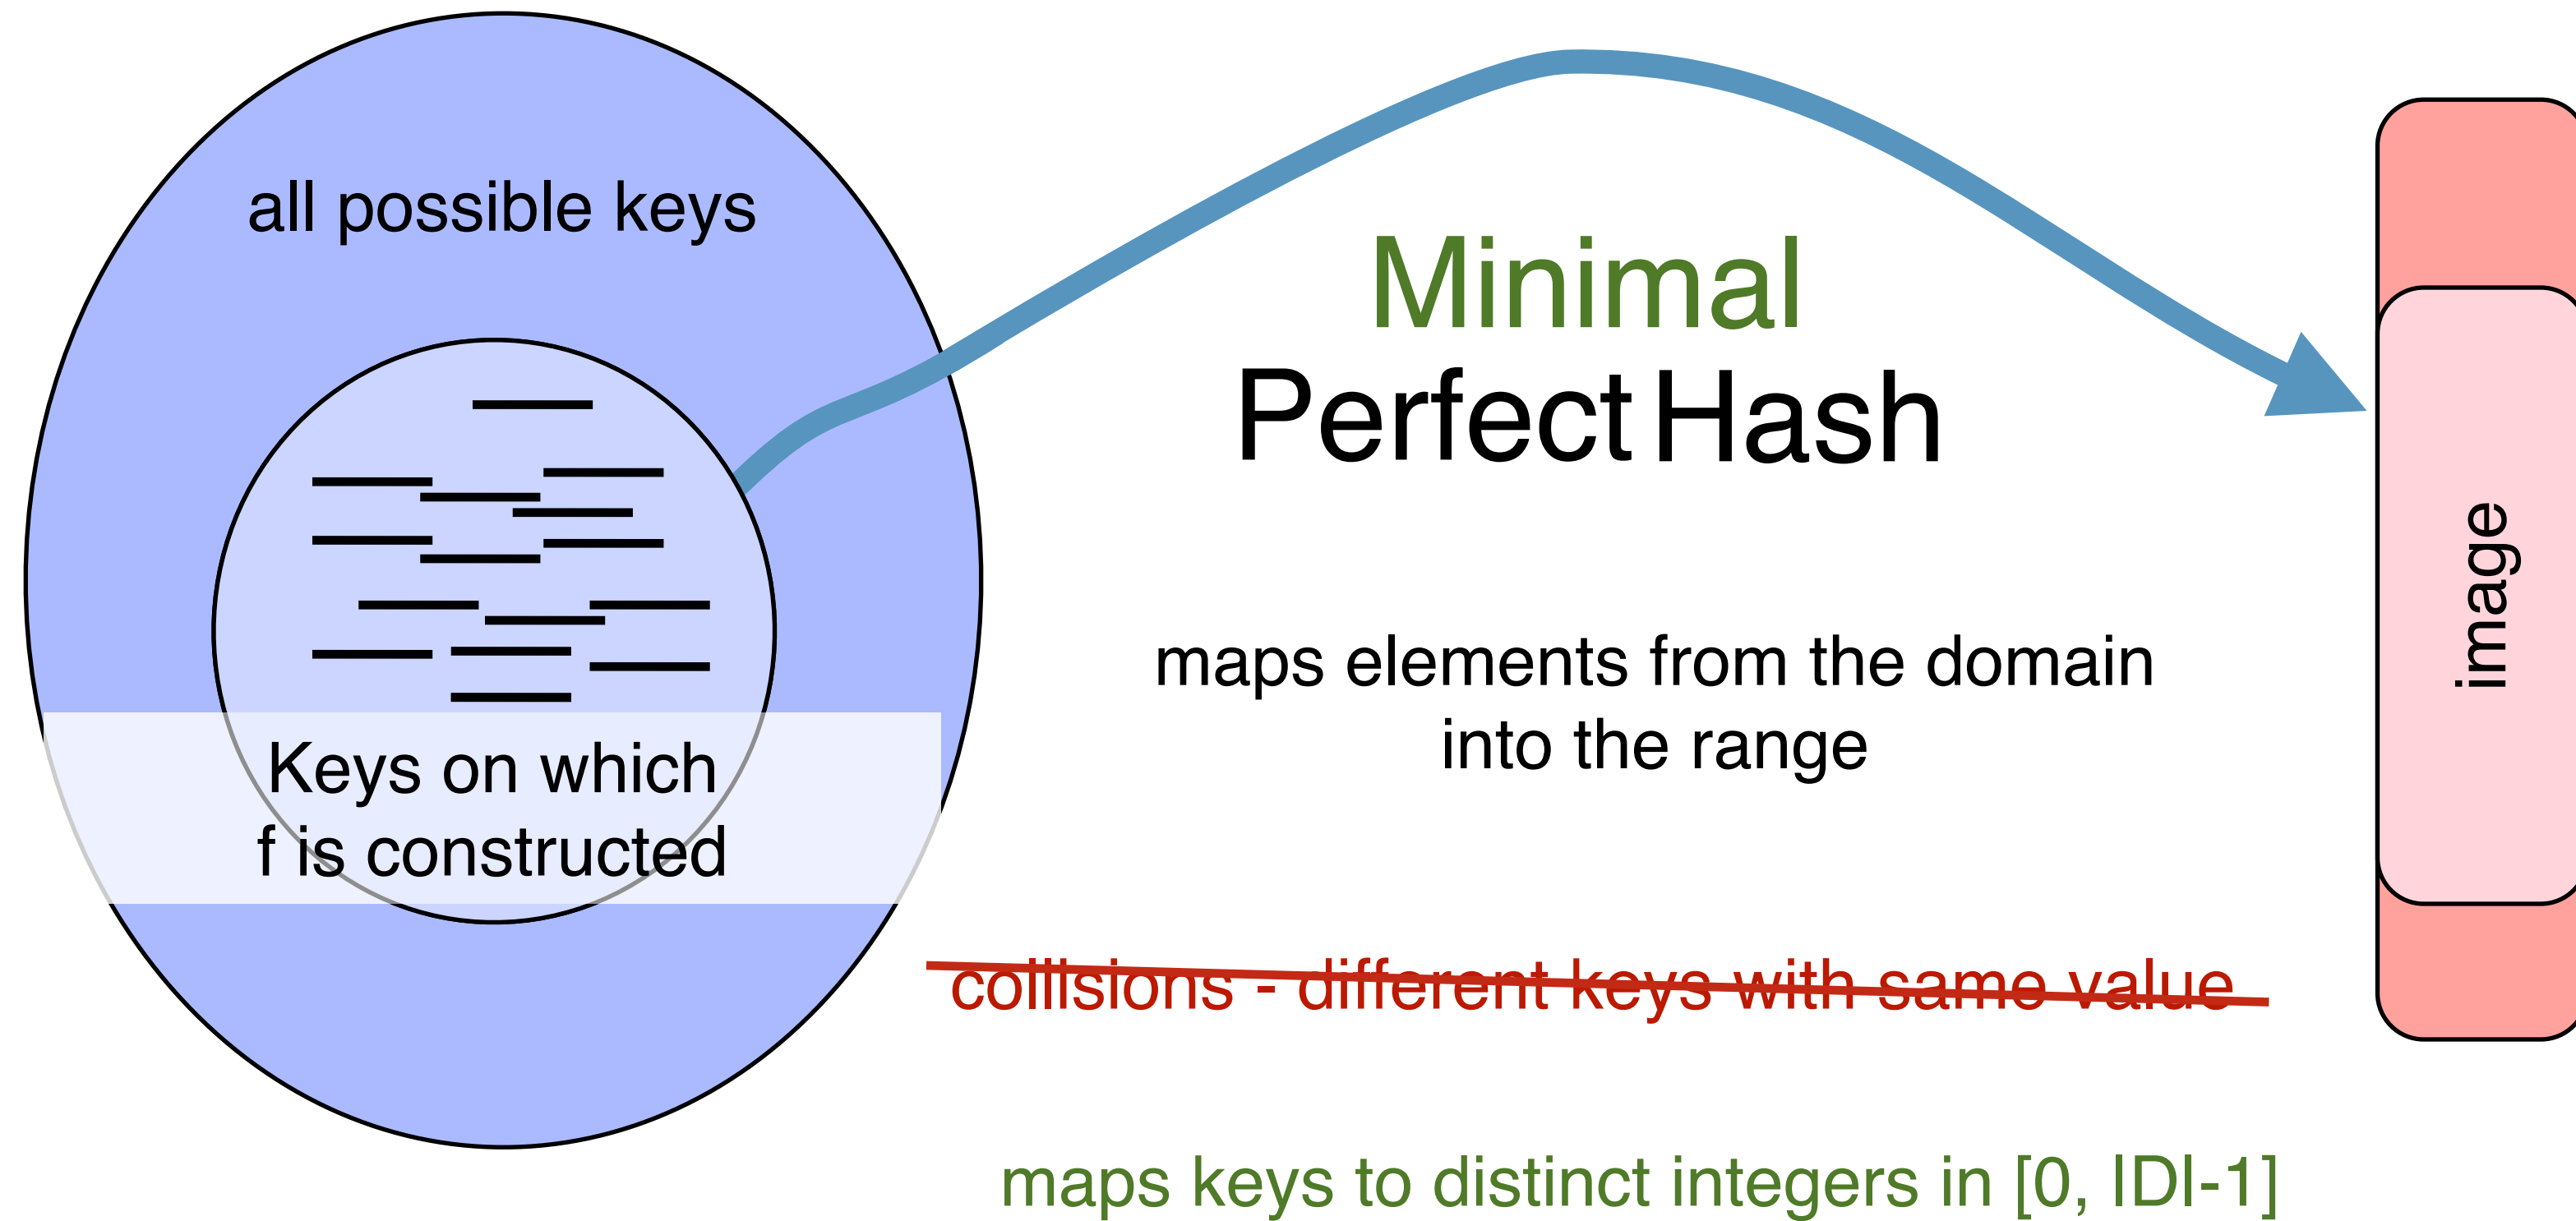 all possible keys
Keys on which
f is constructed
Minimal
Perfect Hash
maps elements from the domain
into the range
collisions - different keys with same value
maps keys to distinct integers in [0, |D|-1]
image